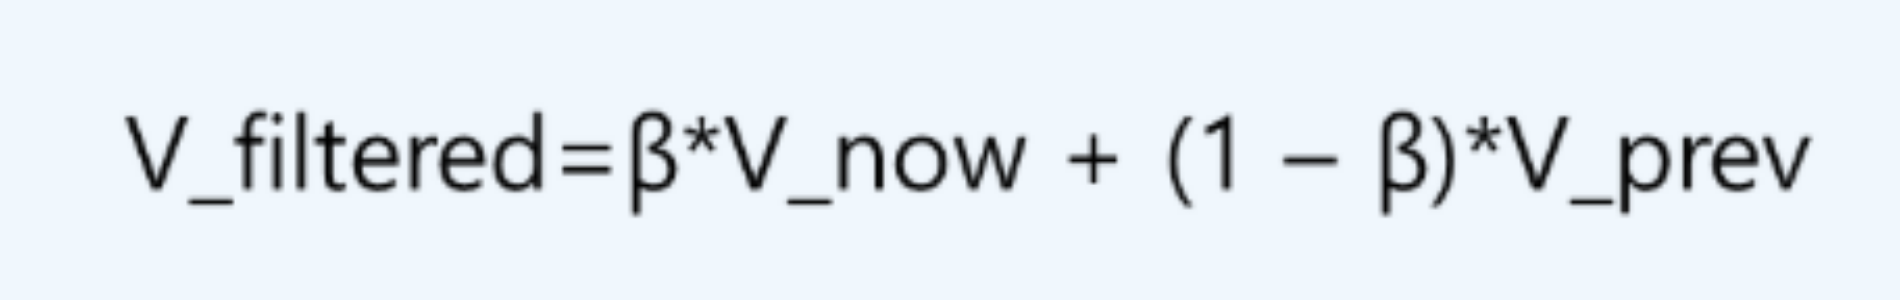 V_filtered=β*V_now + (1 − β)*V_prev